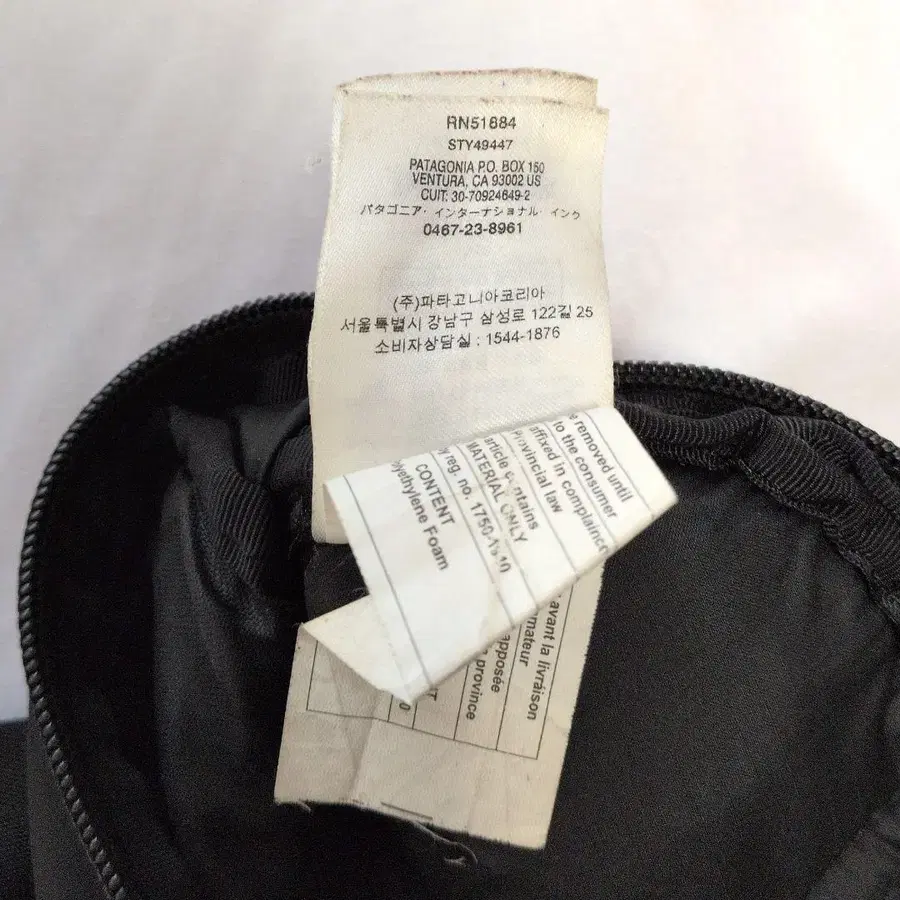 RN51884
STY49447
PATAGONIA P.O. BOX 150
VENTURA, CA 93002 US
CUIT: 30-70924649-2
パタゴニア・インターナショナル・インク
0467-23-8961
(주)파타고니아코리아
서울특별시 강남구 삼성로 122길 25
소비자상담실 : 1544-1876
removed until
to the consumer
affixed in complainc
Provincial law
article contains
MATERIAL ONLY
reg. no. 1750
CONTENT
olyethylene Foam
avant la livraison
mateur
apposée
province